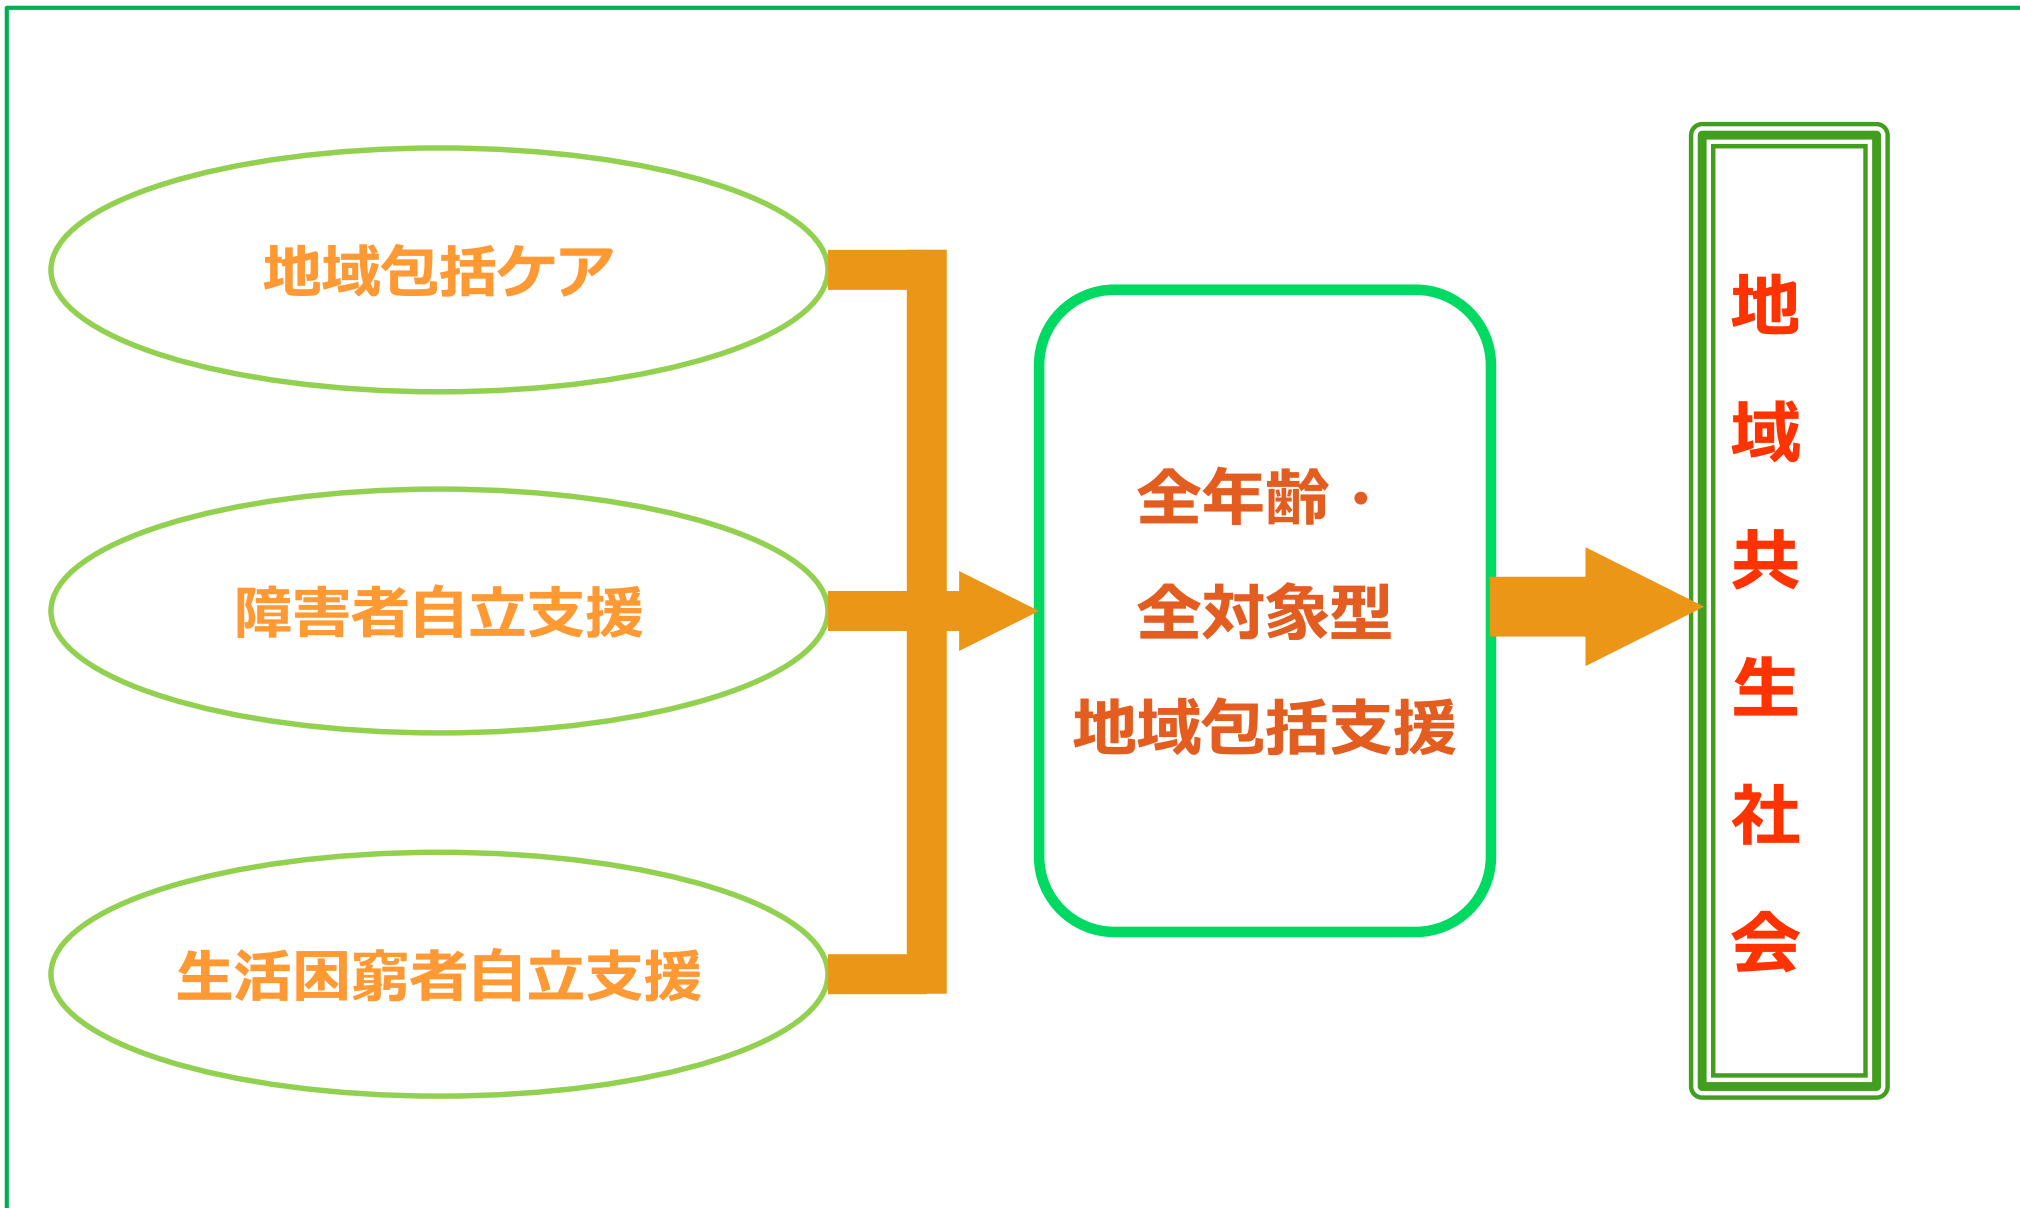 地域包括ケア
障害者自立支援
生活困窮者自立支援
全年齢・
全対象型
地域包括支援
地域共生社会